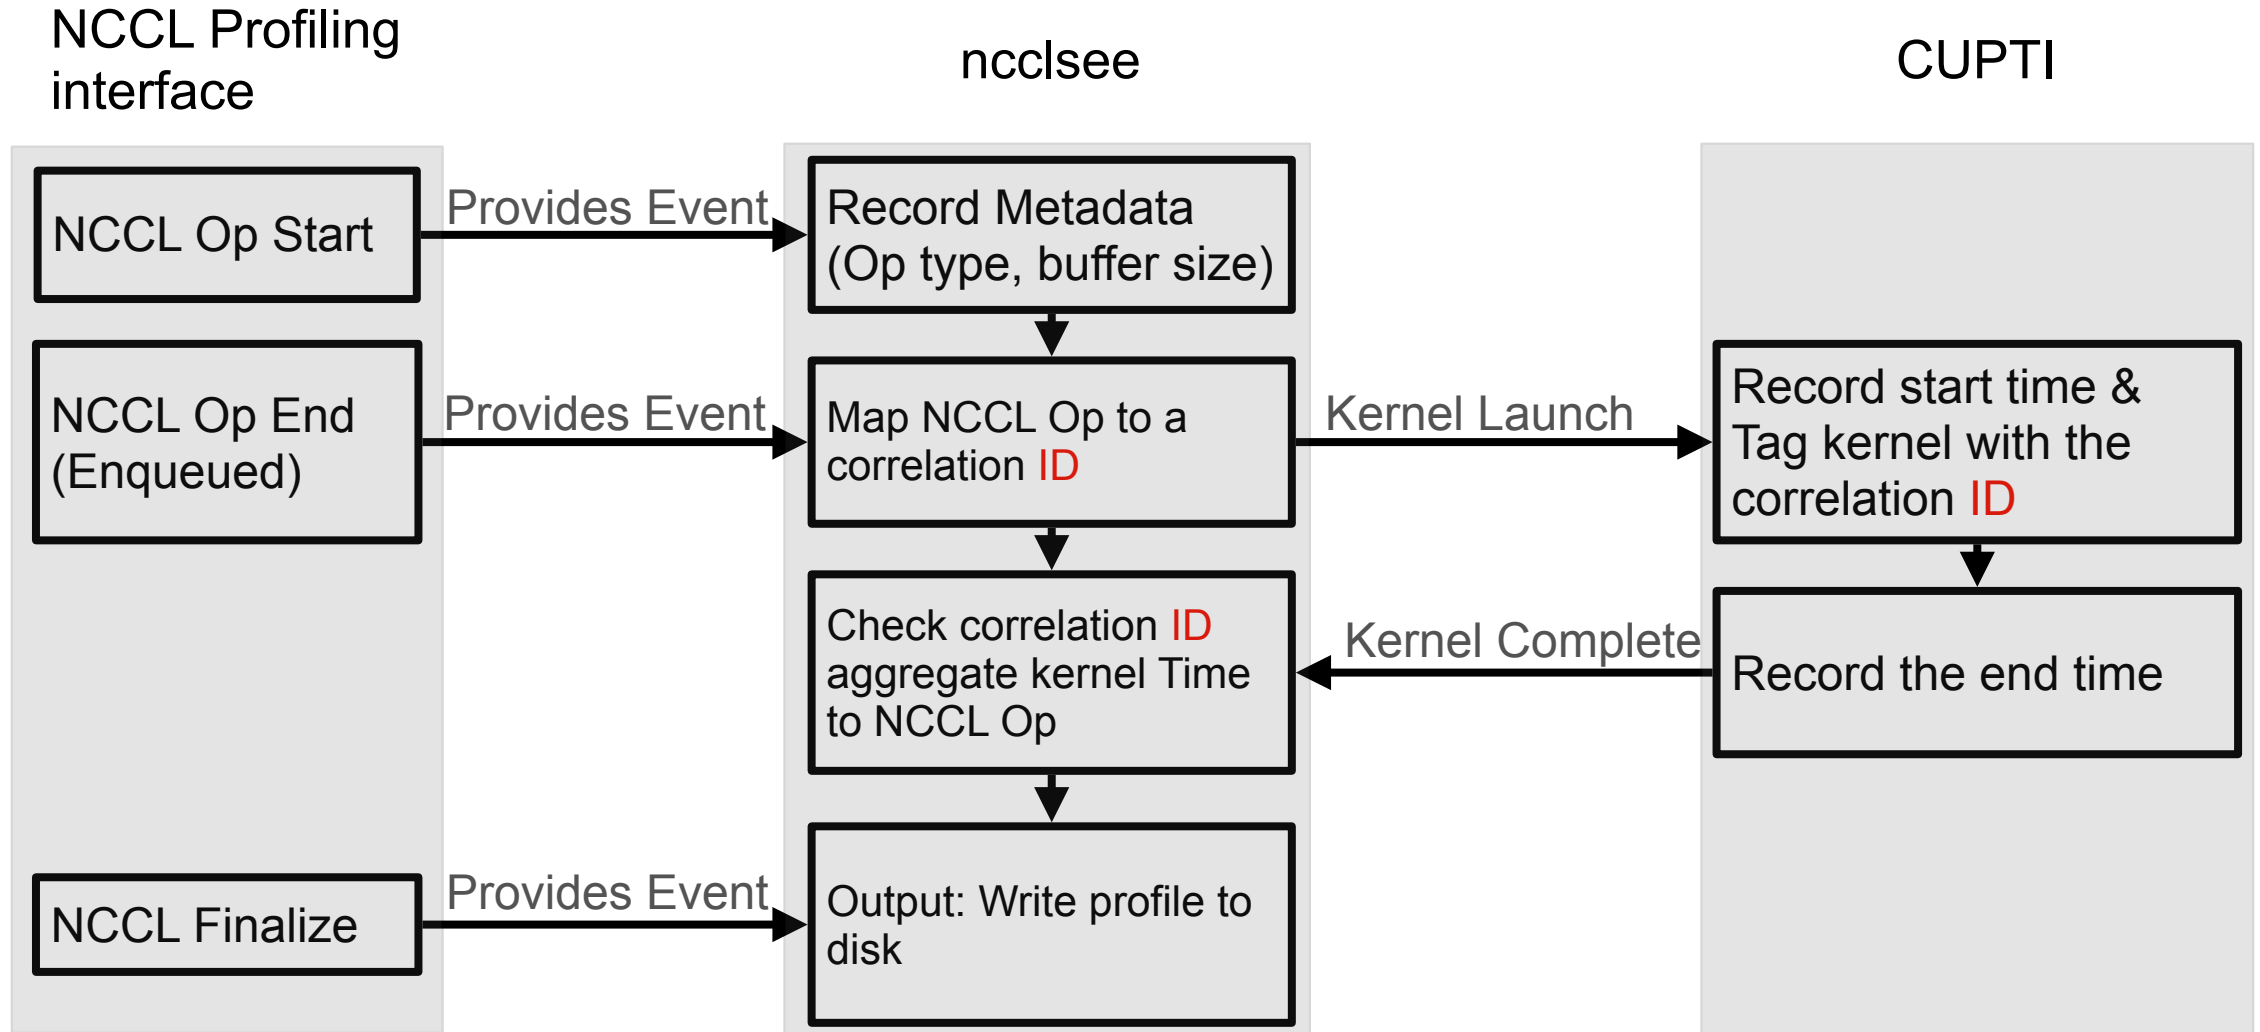 NCCL Profiling
interface
ncclsee
CUPTI
NCCL Op Start
Provides Event
Record Metadata
(Op type, buffer size)
NCCL Op End
(Enqueued)
Provides Event
Map NCCL Op to a
correlation ID
Kernel Launch
Record start time &
Tag kernel with the
correlation ID
Check correlation ID
aggregate kernel Time
to NCCL Op
Kernel Complete
Record the end time
NCCL Finalize
Provides Event
Output: Write profile to
disk